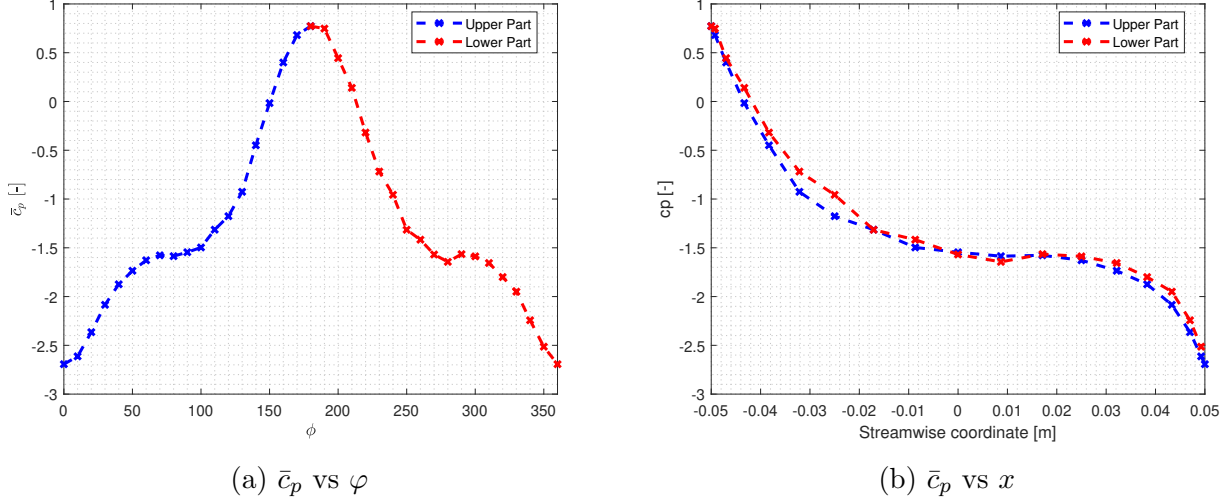 1
0.5
0
-0.5
-1
-1.5
-2
-2.5
-3
c̄p [-]
0 50 100 150 200 250 300 350
ϕ
Upper Part
Lower Part
(a) c̄p vs φ
1
0.5
0
-0.5
-1
-1.5
-2
-2.5
-3
cp [-]
-0.05 -0.04 -0.03 -0.02 -0.01 0 0.01 0.02 0.03 0.04 0.05
Streamwise coordinate [m]
Upper Part
Lower Part
(b) c̄p vs x